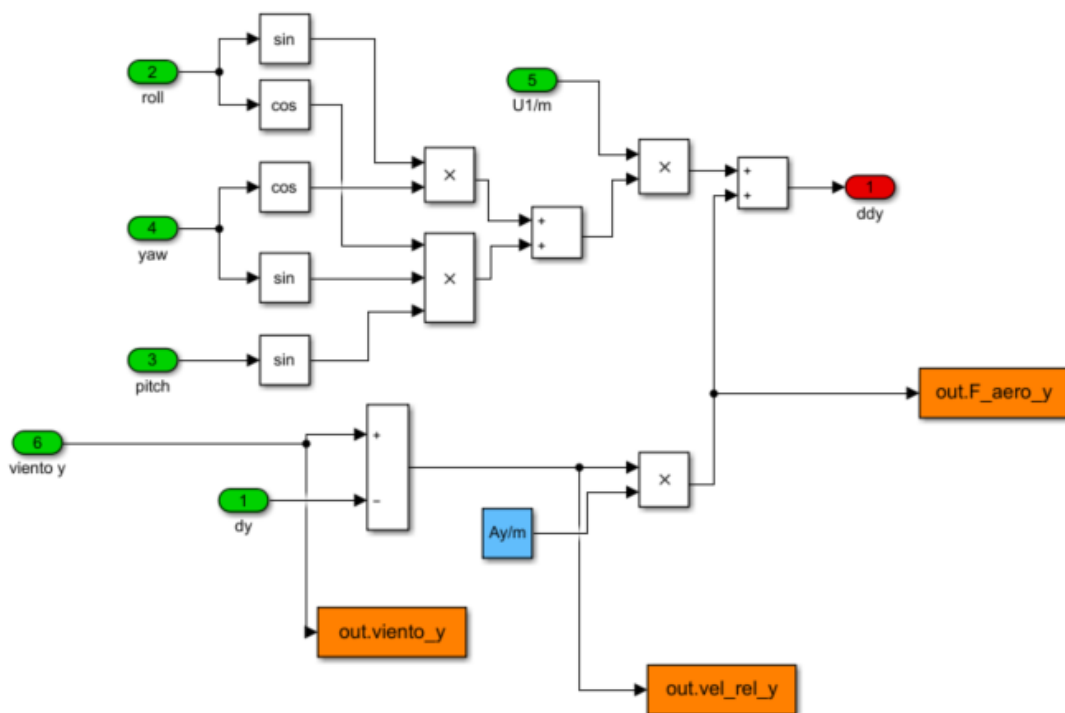 sin
2
roll
cos
5
U1/m
×
cos
×
+
+
1
ddy
4
yaw
+
+
×
sin
3
pitch
sin
out.F_aero_y
6
viento y
+
−
1
dy
×
Ay/m
out.viento_y
out.vel_rel_y